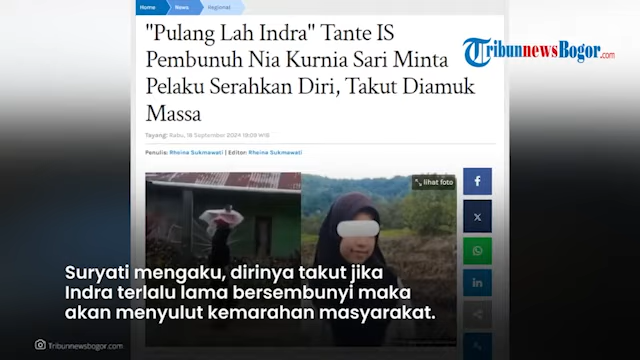 Home
News
Regional
"Pulang Lah Indra" Tante IS
Pembunuh Nia Kurnia Sari Minta
Pelaku Serahkan Diri, Takut Diamuk
Massa
Tayang: Rabu, 18 September 2024 19:09 WIB
Penulis: Rheina Sukmawati | Editor: Rheina Sukmawati
TribunnewsBogor.com
lihat foto
Suryati mengaku, dirinya takut jika
Indra terlalu lama bersembunyi maka
akan menyulut kemarahan masyarakat.
Tribunnewsbogor.com